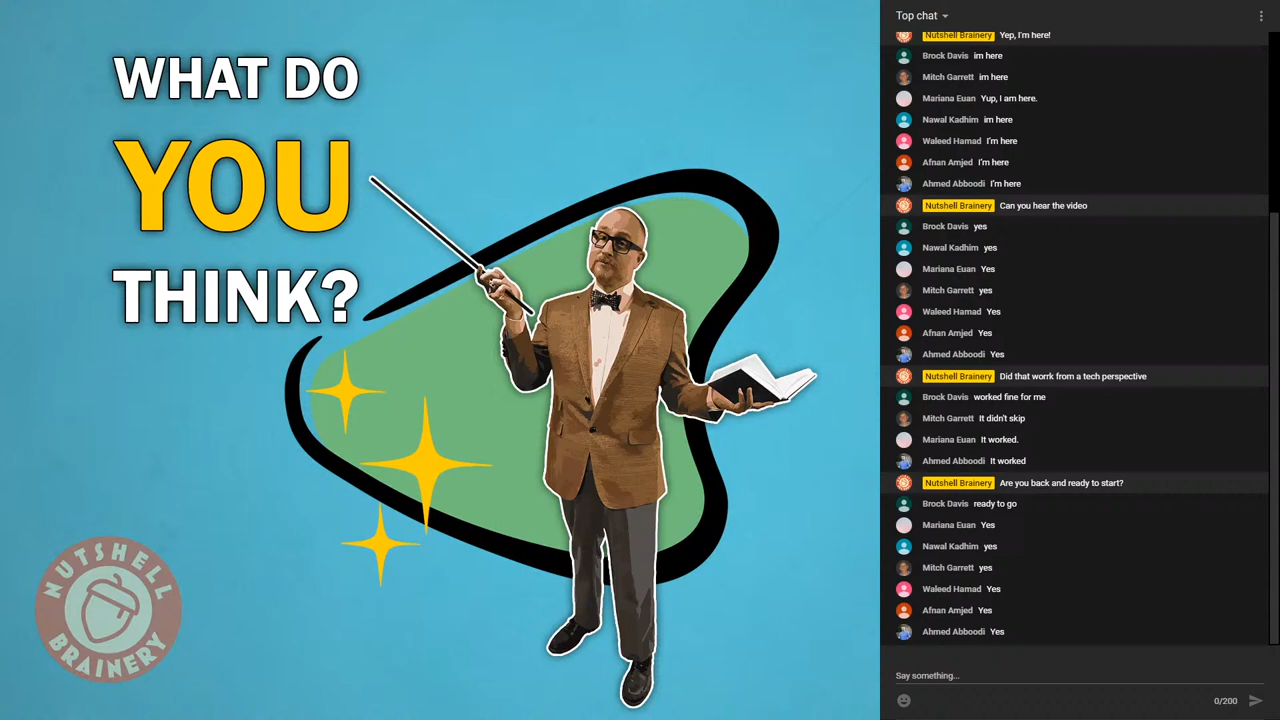 WHAT DO
YOU
THINK?
NUTSHELL
BRAINERY
Top chat
Nutshell Brainery Yep, I'm here!
Brock Davis im here
Mitch Garrett im here
Mariana Euan Yup, I am here.
Nawal Kadhim im here
Waleed Hamad I'm here
Afnan Amjed I'm here
Ahmed Abboodi I'm here
Nutshell Brainery Can you hear the video
Brock Davis yes
Nawal Kadhim yes
Mariana Euan Yes
Mitch Garrett yes
Waleed Hamad Yes
Afnan Amjed Yes
Ahmed Abboodi Yes
Nutshell Brainery Did that worrk from a tech perspective
Brock Davis worked fine for me
Mitch Garrett It didn't skip
Mariana Euan It worked.
Ahmed Abboodi It worked
Nutshell Brainery Are you back and ready to start?
Brock Davis ready to go
Mariana Euan Yes
Nawal Kadhim yes
Mitch Garrett yes
Waleed Hamad Yes
Afnan Amjed Yes
Ahmed Abboodi Yes
Say something...
0/200